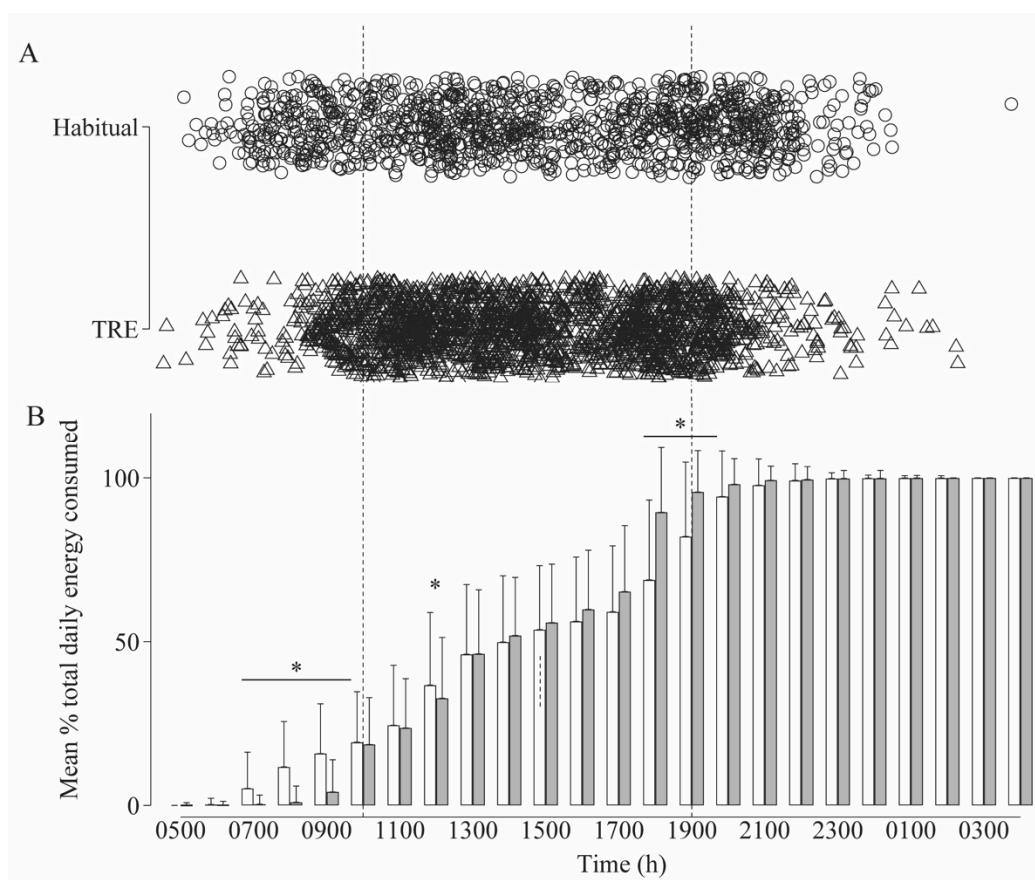 A
Habitual
TRE
B
*
*
*
Mean % total daily energy consumed
100
50
0
0500 0700 0900 1100 1300 1500 1700 1900 2100 2300 0100 0300
Time (h)